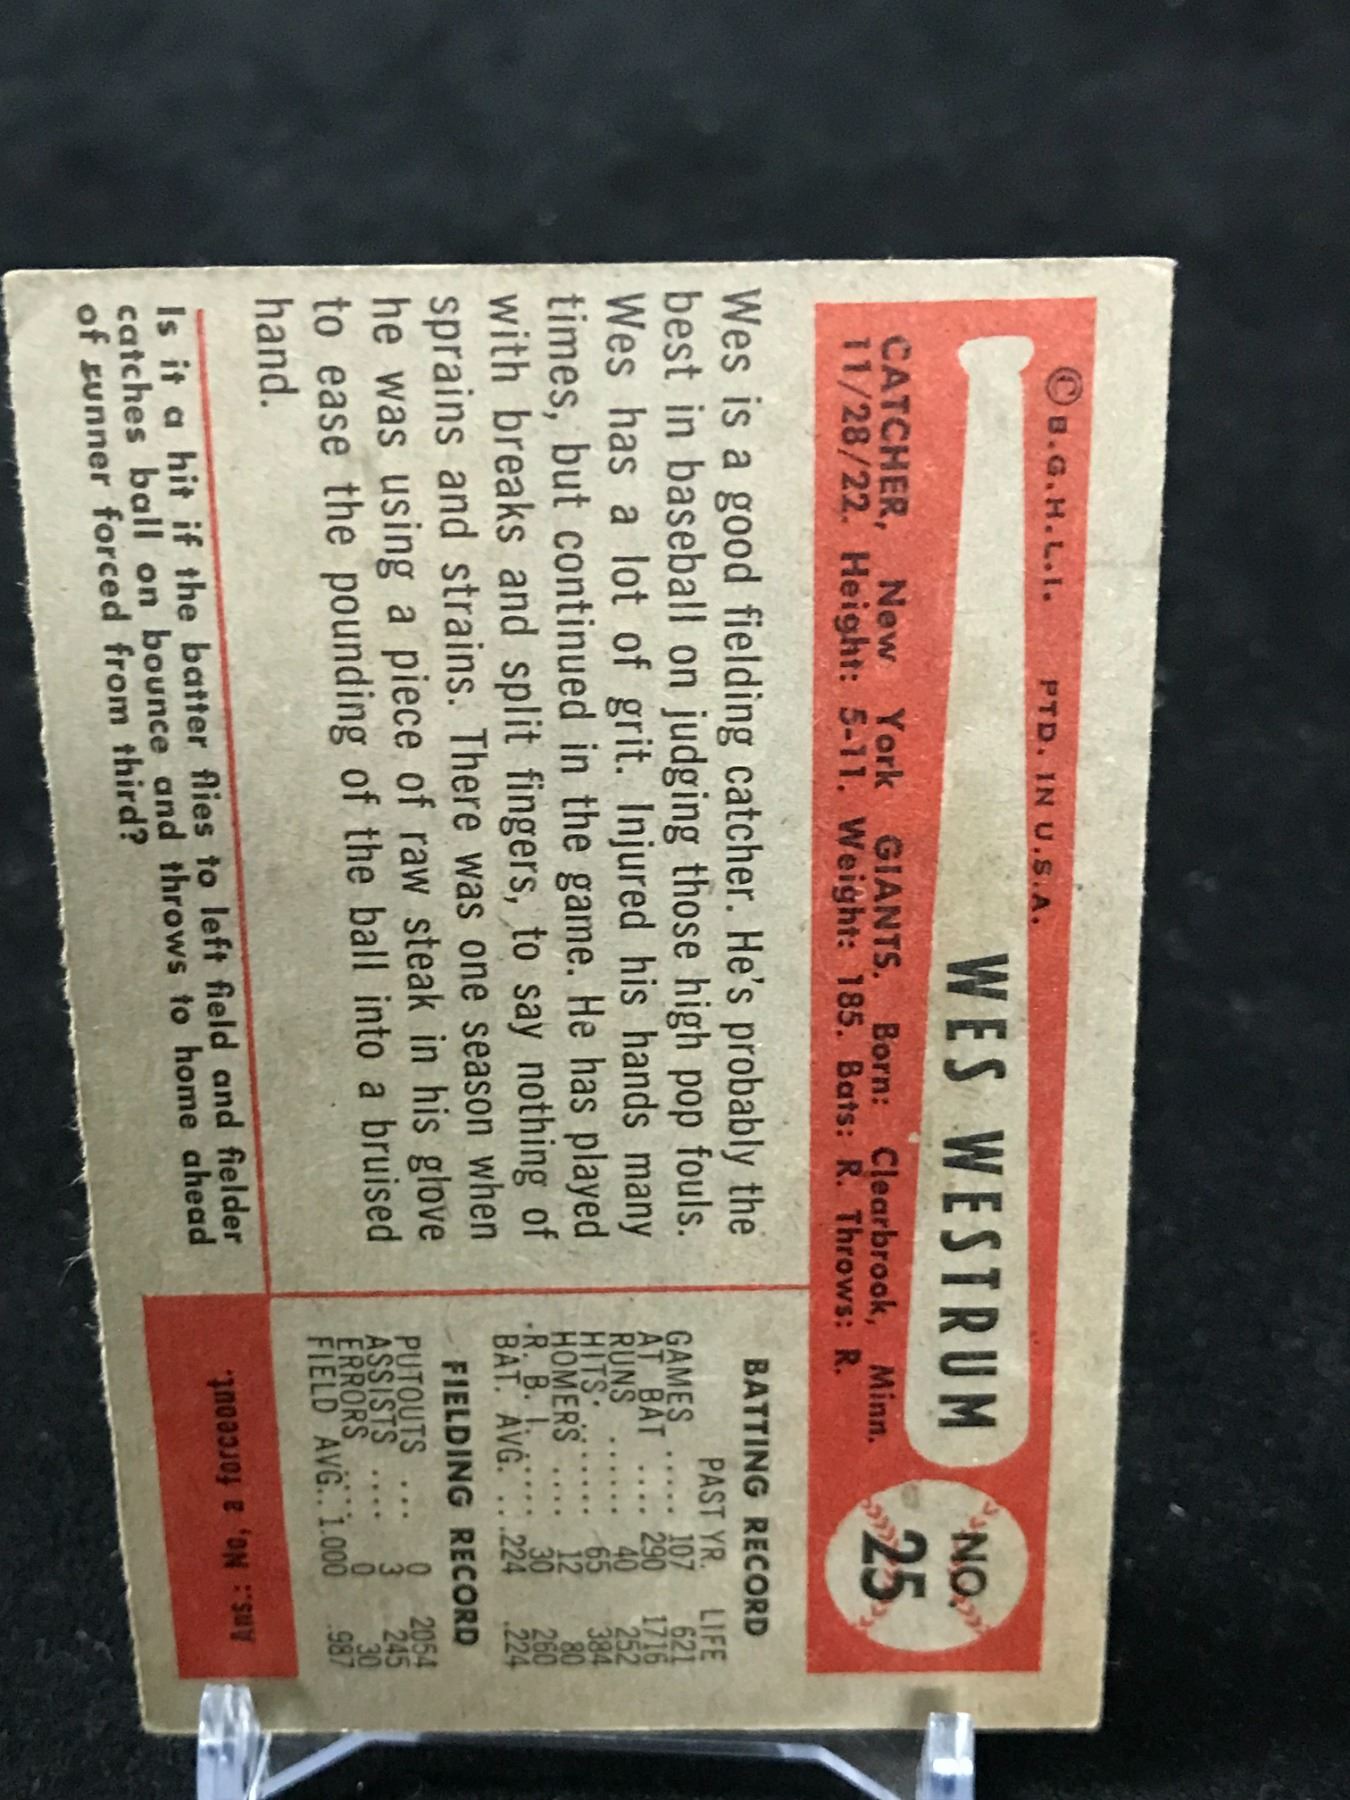 © B.G.H.L.I. PTD. IN U.S.A.
WES WESTRUM
NO.
25
CATCHER, New York GIANTS. Born: Clearbrook, Minn.
11/28/22. Height: 5-11. Weight: 185. Bats: R. Throws: R.
Wes is a good fielding catcher. He's probably the
best in baseball on judging those high pop fouls.
Wes has a lot of grit. Injured his hands many
times, but continued in the game. He has played
with breaks and split fingers, to say nothing of
sprains and strains. There was one season when
he was using a piece of raw steak in his glove
to ease the pounding of the ball into a bruised
hand.
BATTING RECORD
PAST YR. LIFE
GAMES ..... 107 621
AT BAT .... 290 1716
RUNS ...... 40 252
HITS ...... 65 384
HOMERS .... 12 80
R. B. I. .... 30 260
BAT. AVG. .. .224 .224
FIELDING RECORD
PUTOUTS ... 0 2054
ASSISTS .... 3 245
ERRORS .... 0 30
FIELD AVG.. 1.000 .987
Is it a hit if the batter flies to left field and fielder
catches ball on bounce and throws to home ahead
of runner forced from third?
Ans.: No, a forceout.